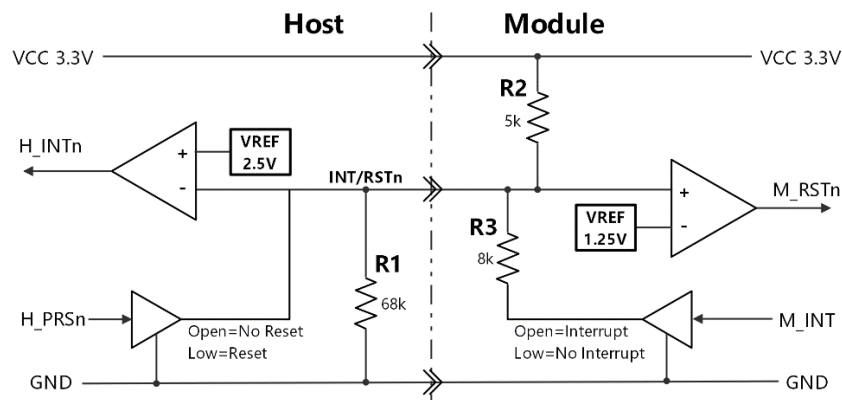 Host
Module
VCC 3.3V
VCC 3.3V
R2
5k
H_INTn
+
-
VREF
2.5V
INT/RSTn
+
-
M_RSTn
VREF
1.25V
R3
8k
R1
68k
H_PRSn
Open=No Reset
Low=Reset
Open=Interrupt
Low=No Interrupt
M_INT
GND
GND